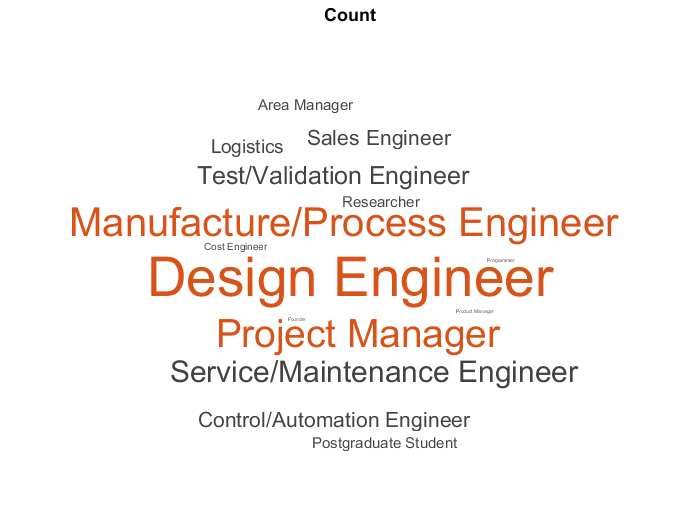 Count
Area Manager
Sales Engineer
Logistics
Test/Validation Engineer
Researcher
Manufacture/Process Engineer
Cost Engineer
Programmer
Design Engineer
Product Manager
Founder
Project Manager
Service/Maintenance Engineer
Control/Automation Engineer
Postgraduate Student